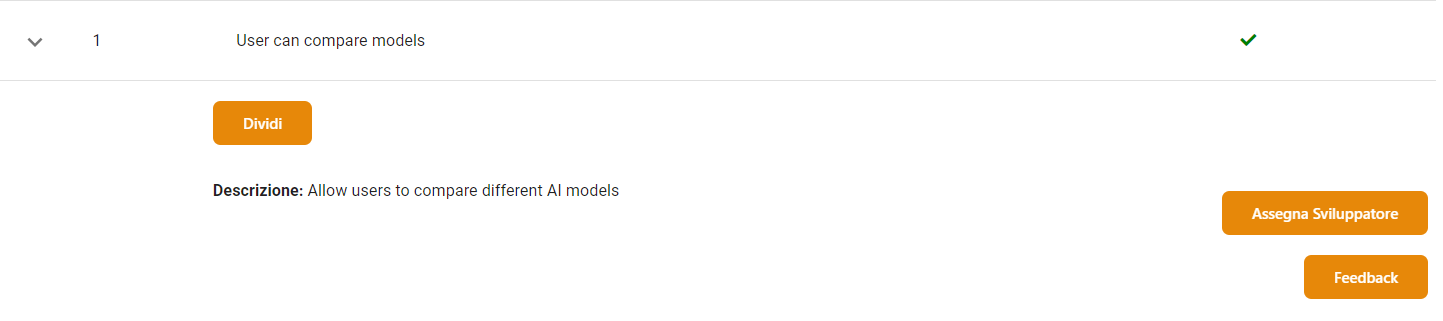 1 User can compare models
Dividi
Descrizione: Allow users to compare different AI models
Assegna Sviluppatore
Feedback